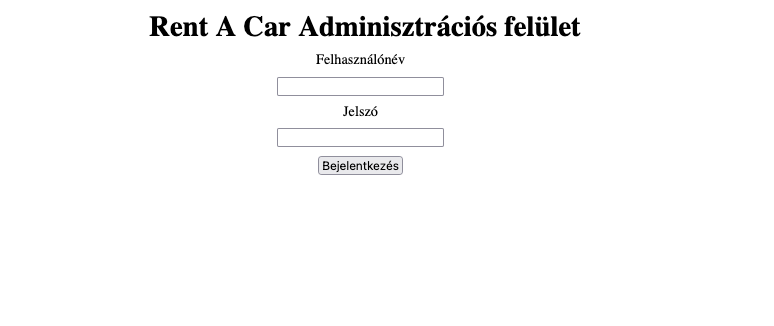 Rent A Car Adminisztrációs felület
Felhasználónév
Jelszó
Bejelentkezés